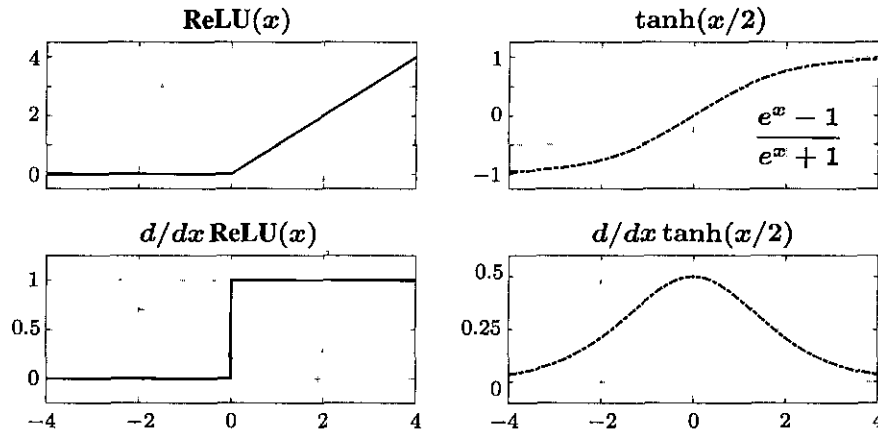 ReLU(x)
tanh(x/2)
4
2
0
1
0
−1
e^x − 1
e^x + 1
d/dx ReLU(x)
d/dx tanh(x/2)
1
0.5
0
0.5
0.25
0
−4 −2 0 2 4
−4 −2 0 2 4